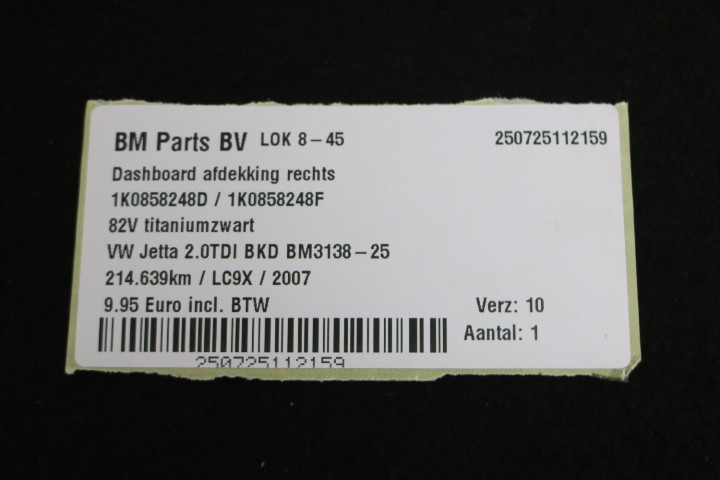 BM Parts BV LOK 8-45 250725112159
Dashboard afdekking rechts
1K0858248D / 1K0858248F
82V titaniumzwart
VW Jetta 2.0TDI BKD BM3138-25
214.639km / LC9X / 2007
9.95 Euro incl. BTW Verz: 10
Aantal: 1
250725112159